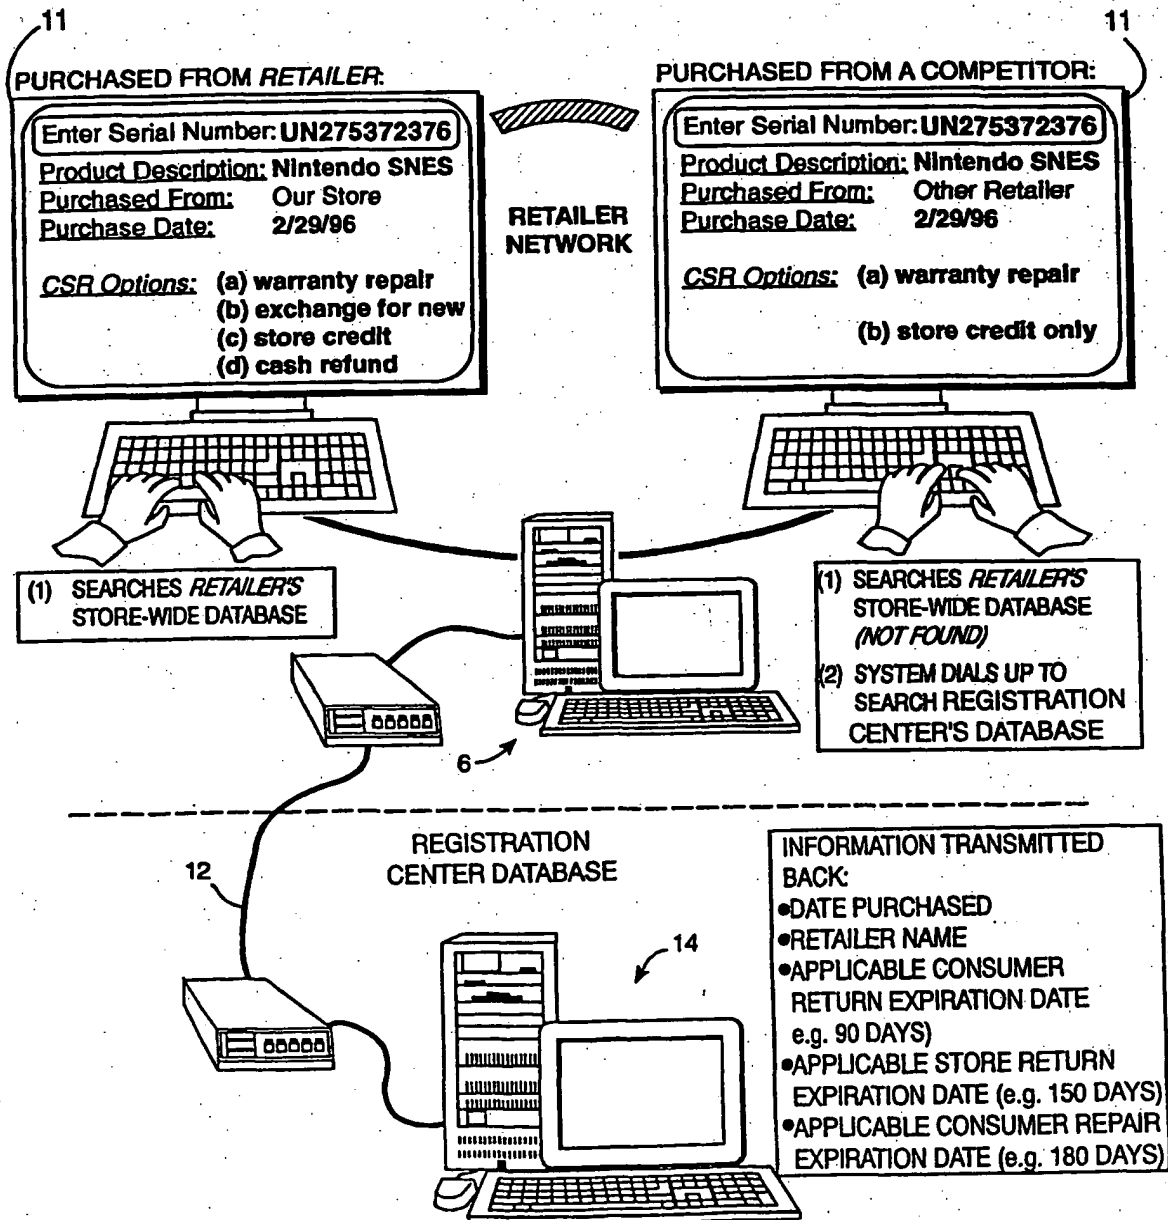 11
11
PURCHASED FROM RETAILER:
Enter Serial Number: UN275372376
Product Description: Nintendo SNES
Purchased From: Our Store
Purchase Date: 2/29/96
CSR Options: (a) warranty repair
(b) exchange for new
(c) store credit
(d) cash refund
RETAILER
NETWORK
PURCHASED FROM A COMPETITOR:
Enter Serial Number: UN275372376
Product Description: Nintendo SNES
Purchased From: Other Retailer
Purchase Date: 2/29/96
CSR Options: (a) warranty repair
(b) store credit only
(1) SEARCHES RETAILER'S
STORE-WIDE DATABASE
(1) SEARCHES RETAILER'S
STORE-WIDE DATABASE
(NOT FOUND)
(2) SYSTEM DIALS UP TO
SEARCH REGISTRATION
CENTER'S DATABASE
6
12
REGISTRATION
CENTER DATABASE
14
INFORMATION TRANSMITTED
BACK:
•DATE PURCHASED
•RETAILER NAME
•APPLICABLE CONSUMER
RETURN EXPIRATION DATE
e.g. 90 DAYS)
•APPLICABLE STORE RETURN
EXPIRATION DATE (e.g. 150 DAYS)
•APPLICABLE CONSUMER REPAIR
EXPIRATION DATE (e.g. 180 DAYS)